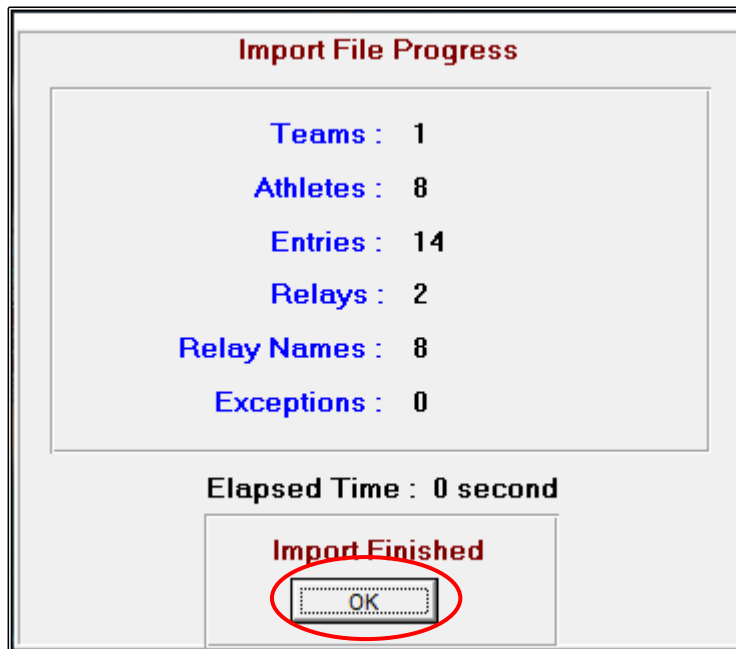 Import File Progress
Teams : 1
Athletes : 8
Entries : 14
Relays : 2
Relay Names : 8
Exceptions : 0
Elapsed Time : 0 second
Import Finished
OK